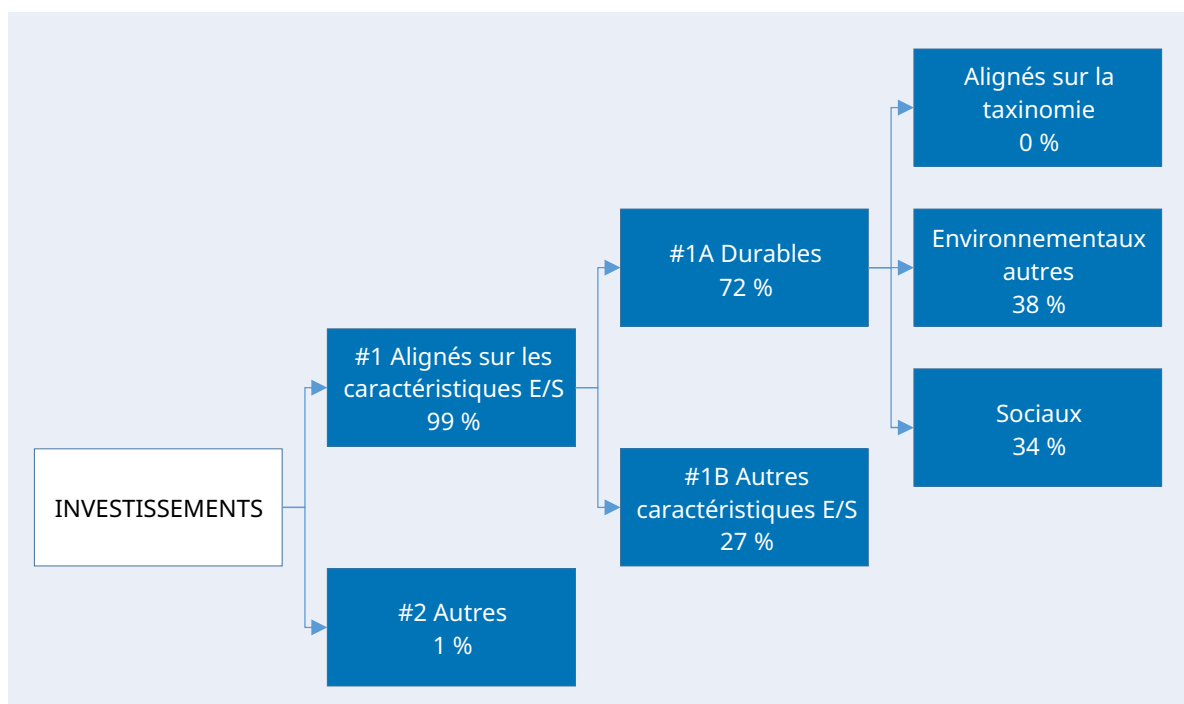 INVESTISSEMENTS
#1 Alignés sur les
caractéristiques E/S
99 %
#2 Autres
1 %
#1A Durables
72 %
#1B Autres
caractéristiques E/S
27 %
Alignés sur la
taxinomie
0 %
Environnementaux
autres
38 %
Sociaux
34 %